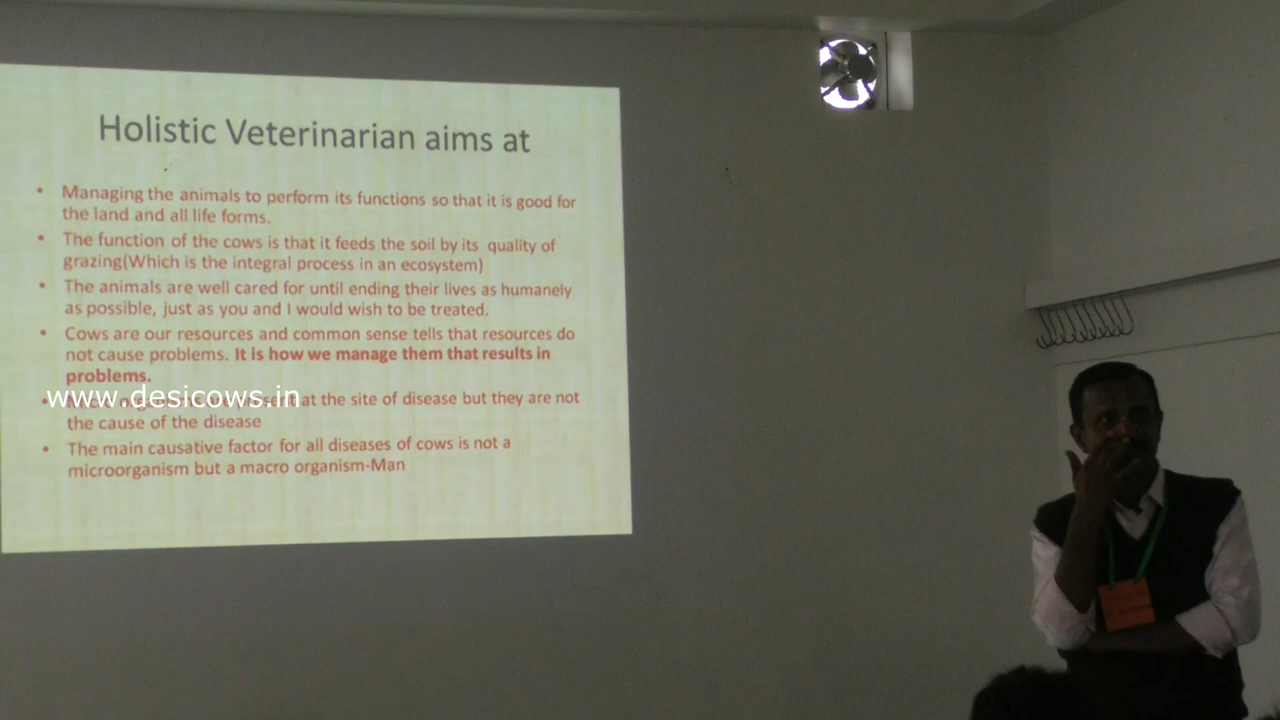 Holistic Veterinarian aims at
• Managing the animals to perform its functions so that it is good for
the land and all life forms.
• The function of the cows is that it feeds the soil by its quality of
grazing(Which is the integral process in an ecosystem)
• The animals are well cared for until ending their lives as humanely
as possible, just as you and I would wish to be treated.
• Cows are our resources and common sense tells that resources do
not cause problems. It is how we manage them that results in
problems.
www.desicows.in
• at the site of disease but they are not
the cause of the disease
• The main causative factor for all diseases of cows is not a
microorganism but a macro organism-Man